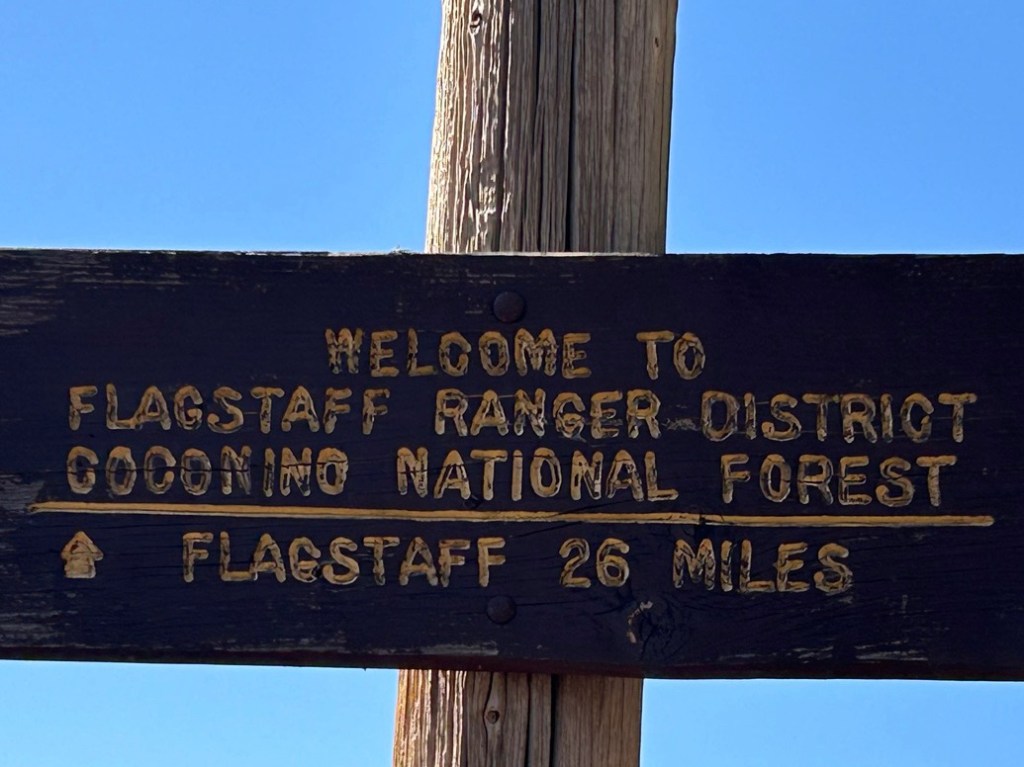 WELCOME TO
FLAGSTAFF RANGER DISTRICT
COCONINO NATIONAL FOREST
↑ FLAGSTAFF 26 MILES